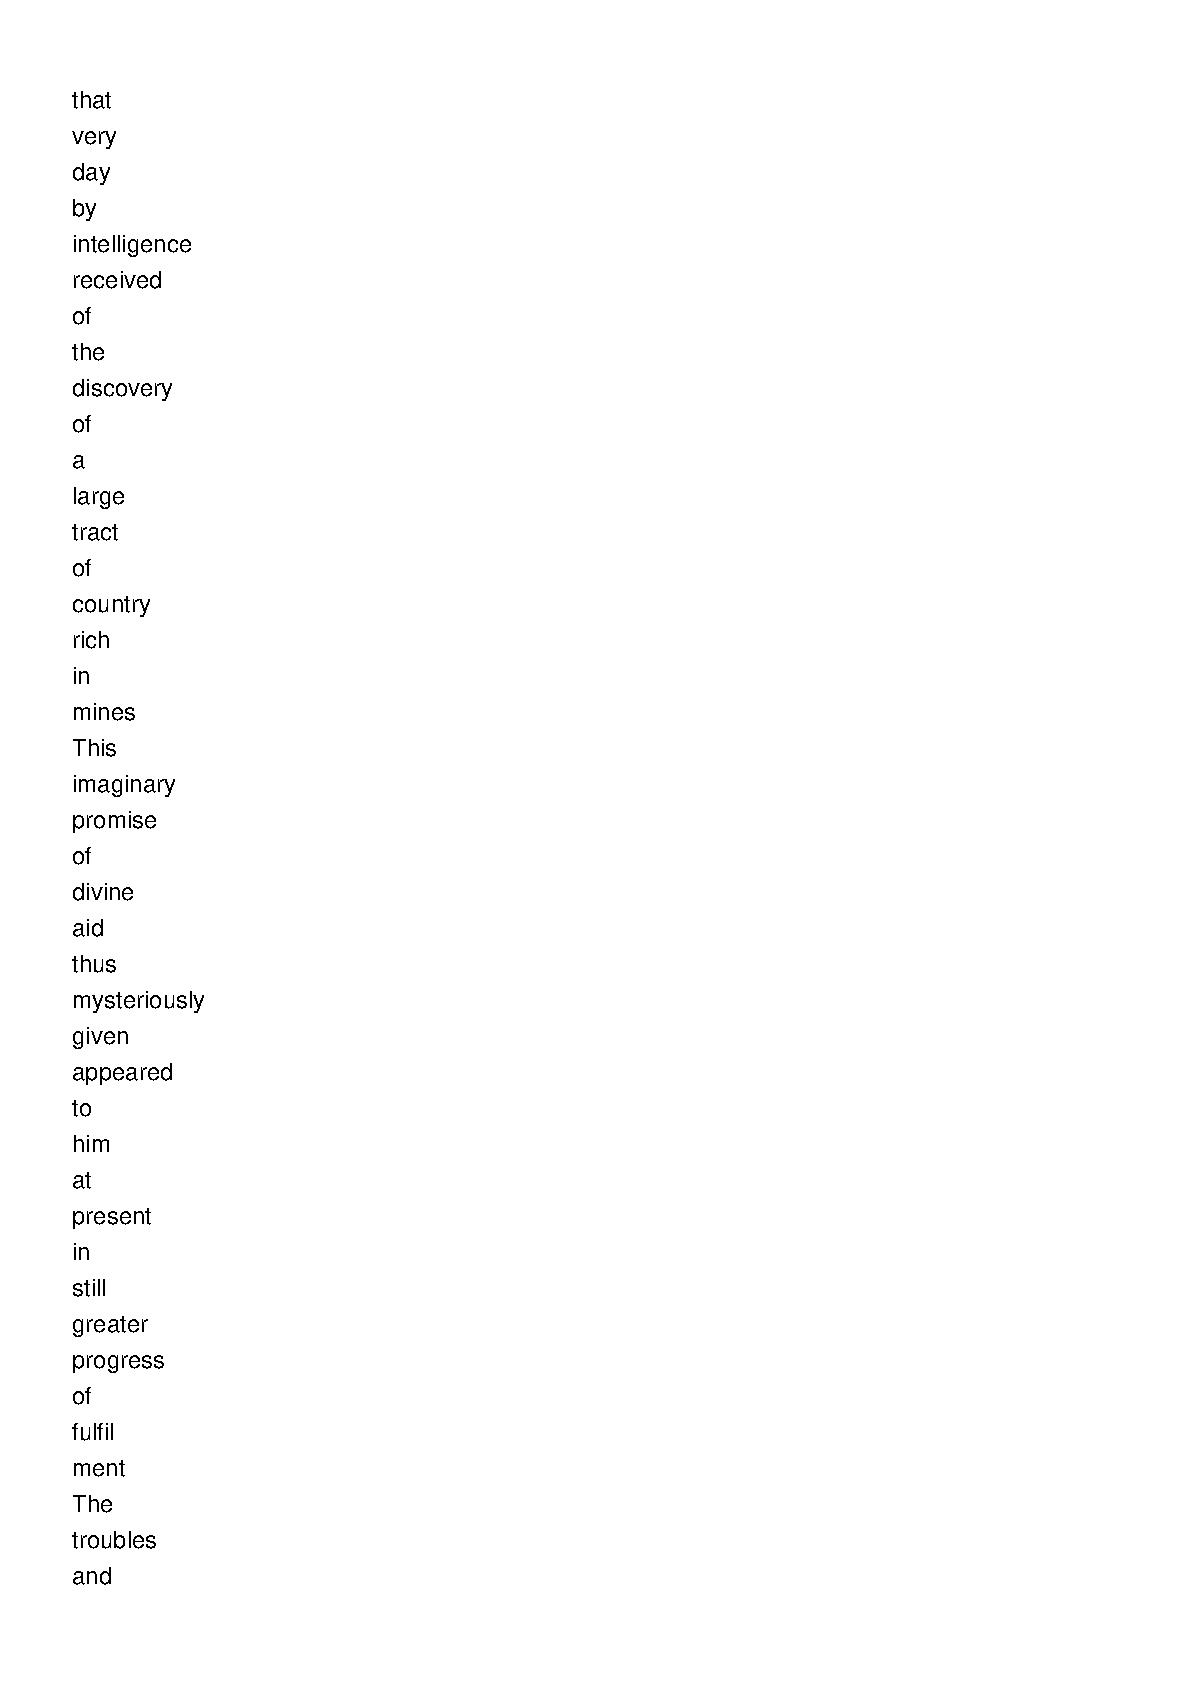 that
very
day
by
intelligence
received
of
the
discovery
of
a
large
tract
of
country
rich
in
mines
This
imaginary
promise
of
divine
aid
thus
mysteriously
given
appeared
to
him
at
present
in
still
greater
progress
of
fulfil
ment
The
troubles
and